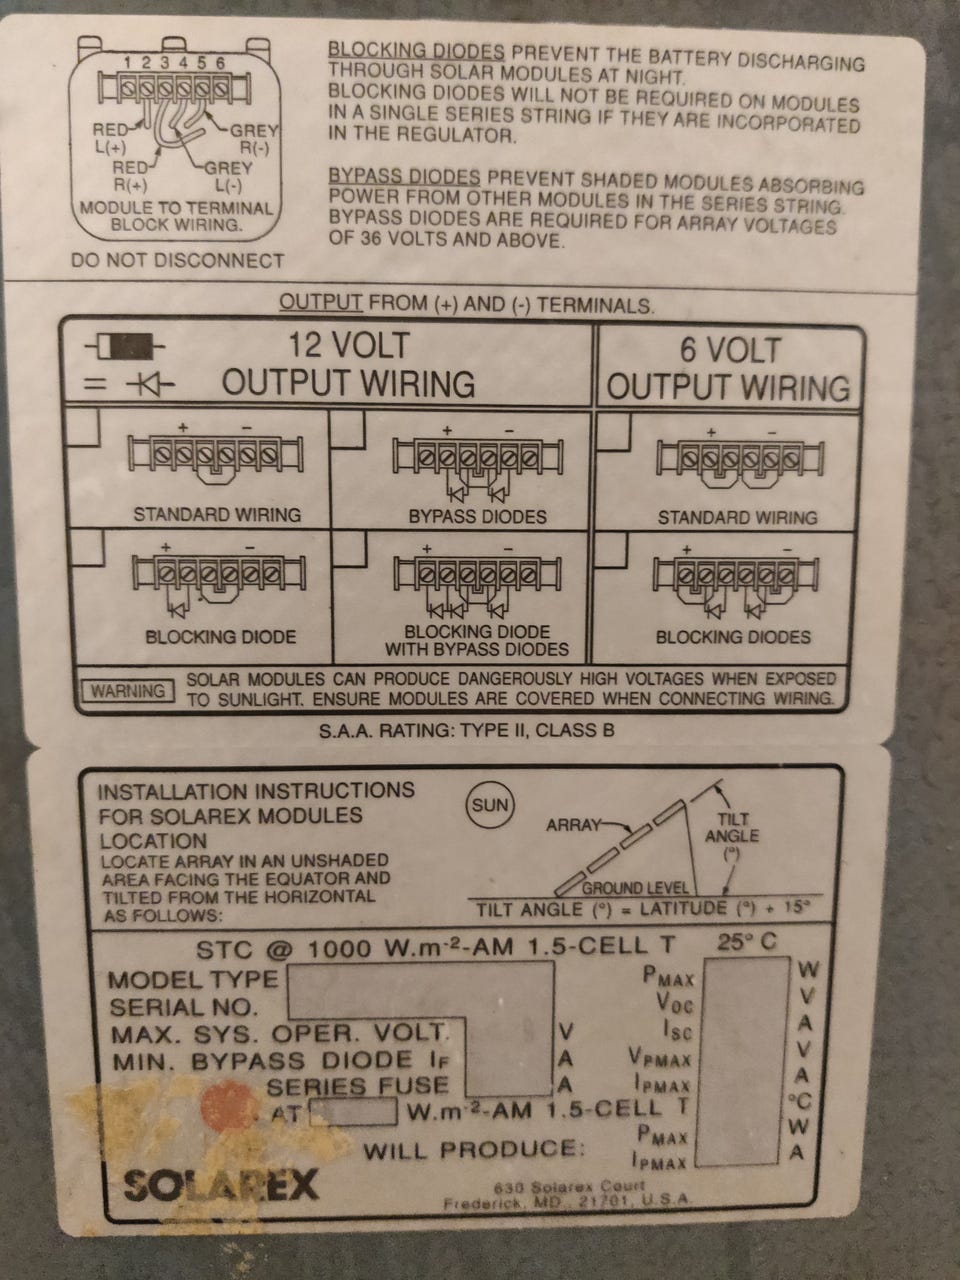 1 2 3 4 5 6
RED
L(+)
GREY
R(-)
RED
R(+)
GREY
L(-)
MODULE TO TERMINAL
BLOCK WIRING.
DO NOT DISCONNECT
BLOCKING DIODES PREVENT THE BATTERY DISCHARGING
THROUGH SOLAR MODULES AT NIGHT.
BLOCKING DIODES WILL NOT BE REQUIRED ON MODULES
IN A SINGLE SERIES STRING IF THEY ARE INCORPORATED
IN THE REGULATOR.
BYPASS DIODES PREVENT SHADED MODULES ABSORBING
POWER FROM OTHER MODULES IN THE SERIES STRING.
BYPASS DIODES ARE REQUIRED FOR ARRAY VOLTAGES
OF 36 VOLTS AND ABOVE.
OUTPUT FROM (+) AND (-) TERMINALS.
=
12 VOLT
OUTPUT WIRING
6 VOLT
OUTPUT WIRING
+ -
STANDARD WIRING
+ -
BYPASS DIODES
+ -
STANDARD WIRING
+ -
BLOCKING DIODE
+ -
BLOCKING DIODE
WITH BYPASS DIODES
+ -
BLOCKING DIODES
WARNING
SOLAR MODULES CAN PRODUCE DANGEROUSLY HIGH VOLTAGES WHEN EXPOSED
TO SUNLIGHT. ENSURE MODULES ARE COVERED WHEN CONNECTING WIRING.
S.A.A. RATING: TYPE II, CLASS B
INSTALLATION INSTRUCTIONS
FOR SOLAREX MODULES
LOCATION
LOCATE ARRAY IN AN UNSHADED
AREA FACING THE EQUATOR AND
TILTED FROM THE HORIZONTAL
AS FOLLOWS:
SUN
ARRAY
TILT
ANGLE
(°)
GROUND LEVEL
TILT ANGLE (°) = LATITUDE (°) + 15°
STC @ 1000 W.m-2-AM 1.5-CELL T 25° C
MODEL TYPE
SERIAL NO.
MAX. SYS. OPER. VOLT. V
MIN. BYPASS DIODE IF A
SERIES FUSE A
AT W.m-2-AM 1.5-CELL T °C
WILL PRODUCE:
PMAX W
VOC V
ISC A
VPMAX V
IPMAX A
PMAX W
IPMAX A
SOLAREX
630 Solarex Court
Frederick, MD., 21701, U.S.A.